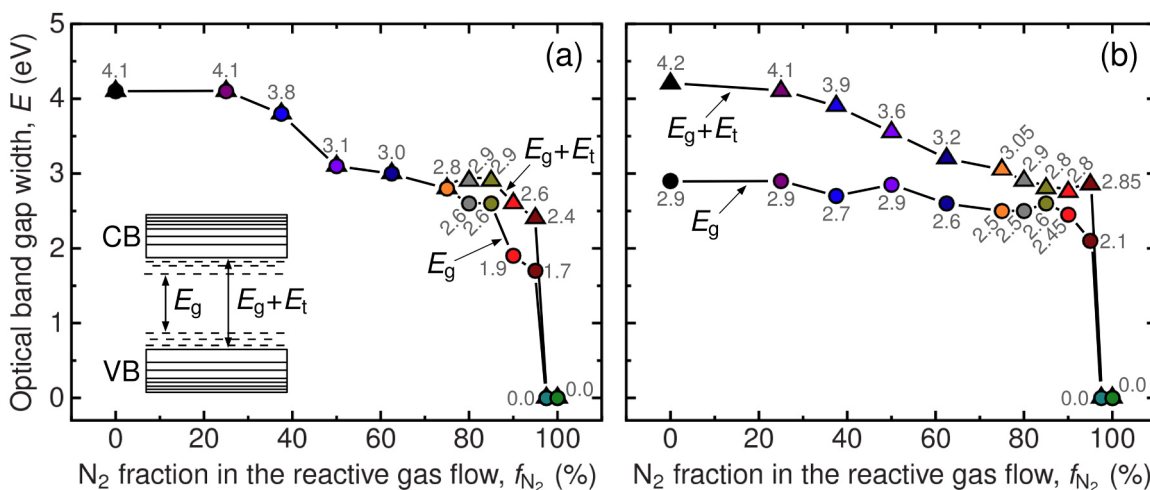 Optical band gap width, E (eV)
5
4
3
2
1
0
(a)
4.1
4.1
3.8
3.1
3.0
2.8
2.9
2.9
2.6
2.4
2.6
2.6
1.9
1.7
0.0
0.0
Eg+Et
Eg
CB
Eg
Eg+Et
VB
0 20 40 60 80 100
N2 fraction in the reactive gas flow, fN2 (%)
(b)
4.2
4.1
3.9
3.6
3.2
3.05
2.9
2.8
2.8
2.85
Eg+Et
Eg
2.9
2.9
2.7
2.9
2.6
2.5
2.5
2.6
2.45
2.1
0.0
0.0
0 20 40 60 80 100
N2 fraction in the reactive gas flow, fN2 (%)